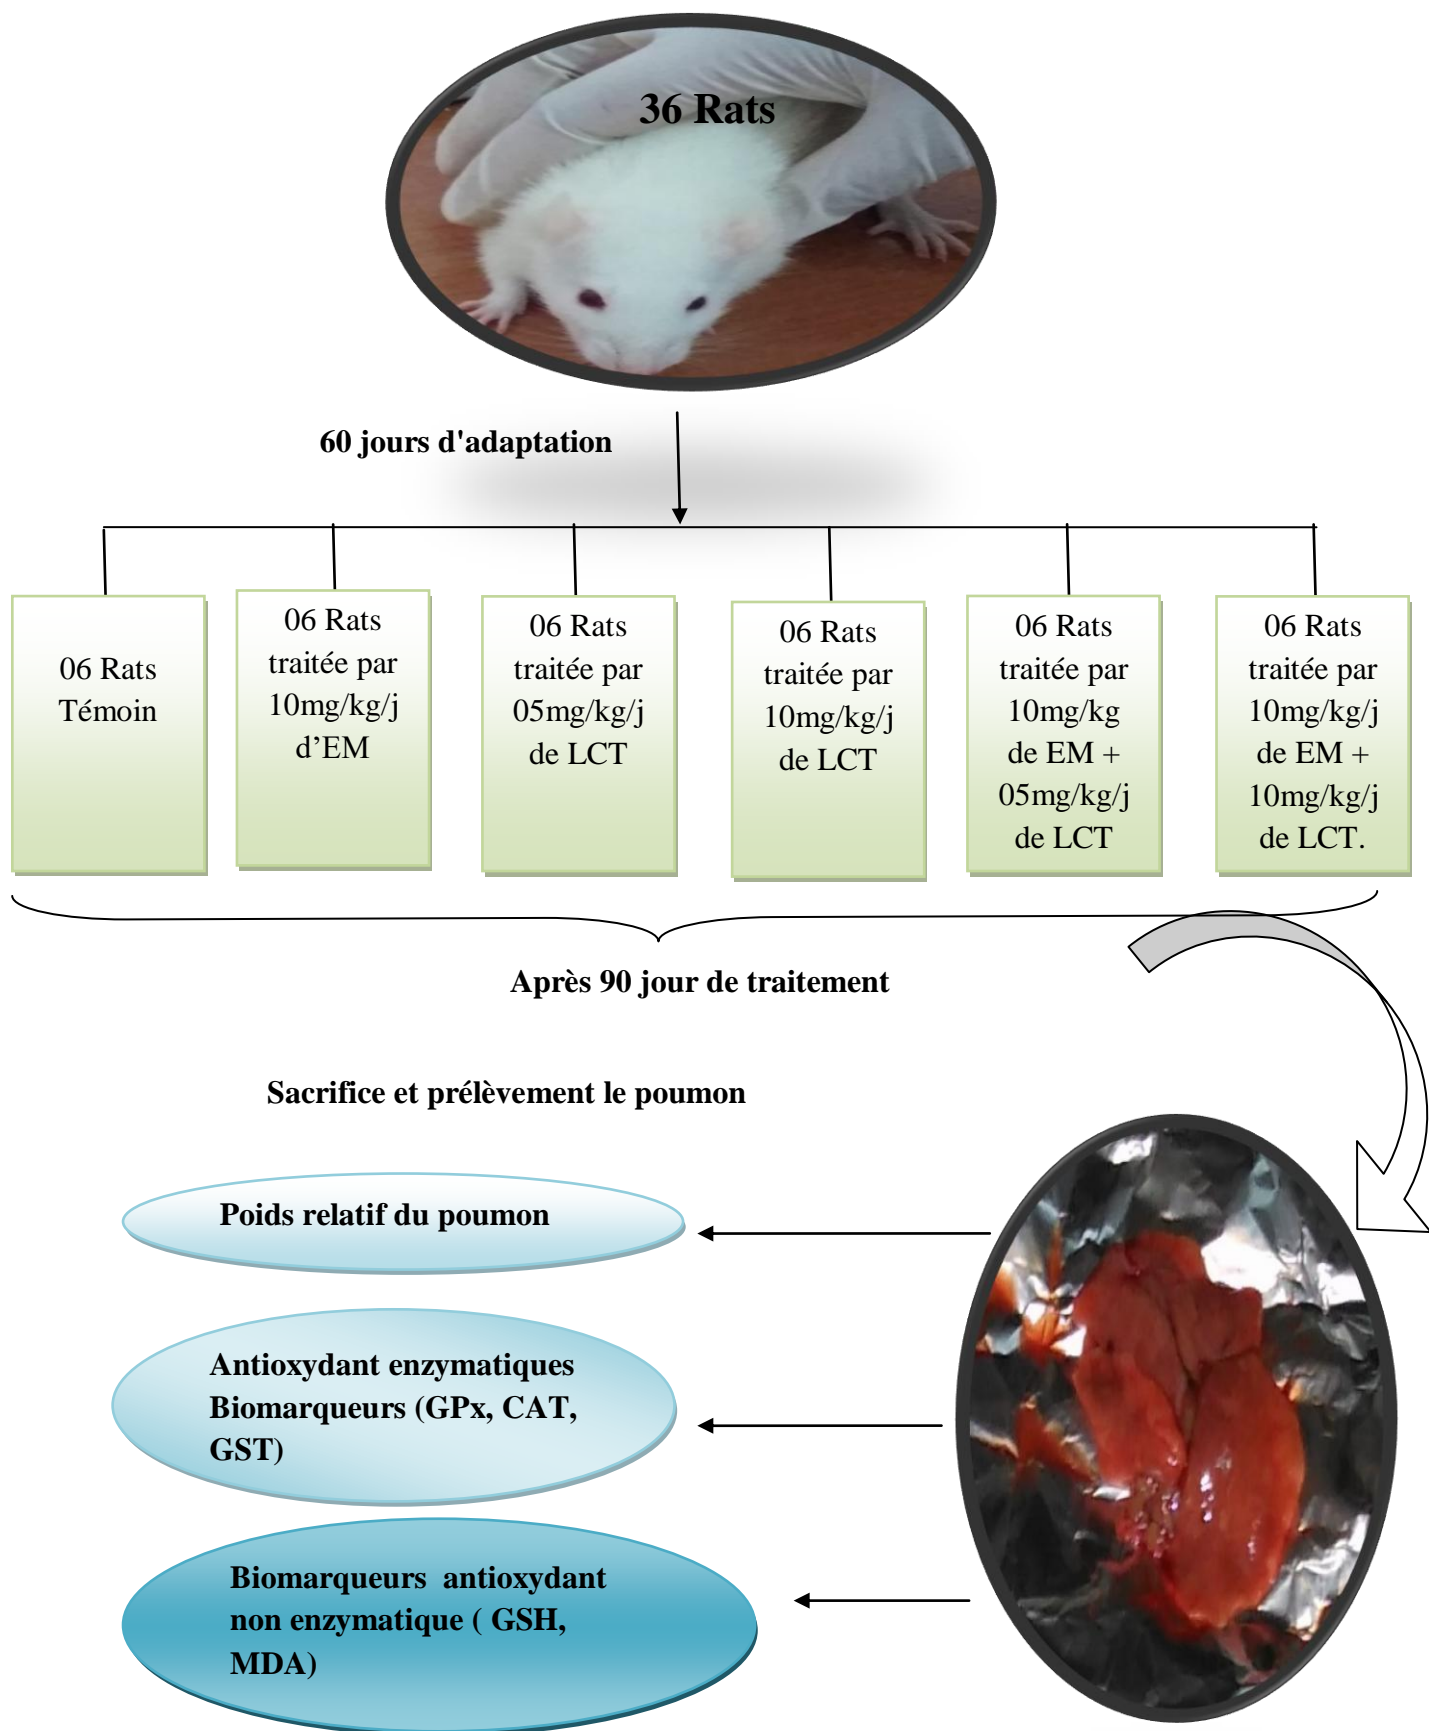 36 Rats
60 jours d'adaptation
06 Rats
Témoin
06 Rats
traitée par
10mg/kg/j
d’EM
06 Rats
traitée par
05mg/kg/j
de LCT
06 Rats
traitée par
10mg/kg/j
de LCT
06 Rats
traitée par
10mg/kg
de EM +
05mg/kg/j
de LCT
06 Rats
traitée par
10mg/kg/j
de EM +
10mg/kg/j
de LCT.
Après 90 jour de traitement
Sacrifice et prélèvement le poumon
Poids relatif du poumon
Antioxydant enzymatiques
Biomarqueurs (GPx, CAT,
GST)
Biomarqueurs  antioxydant
non enzymatique ( GSH,
MDA)